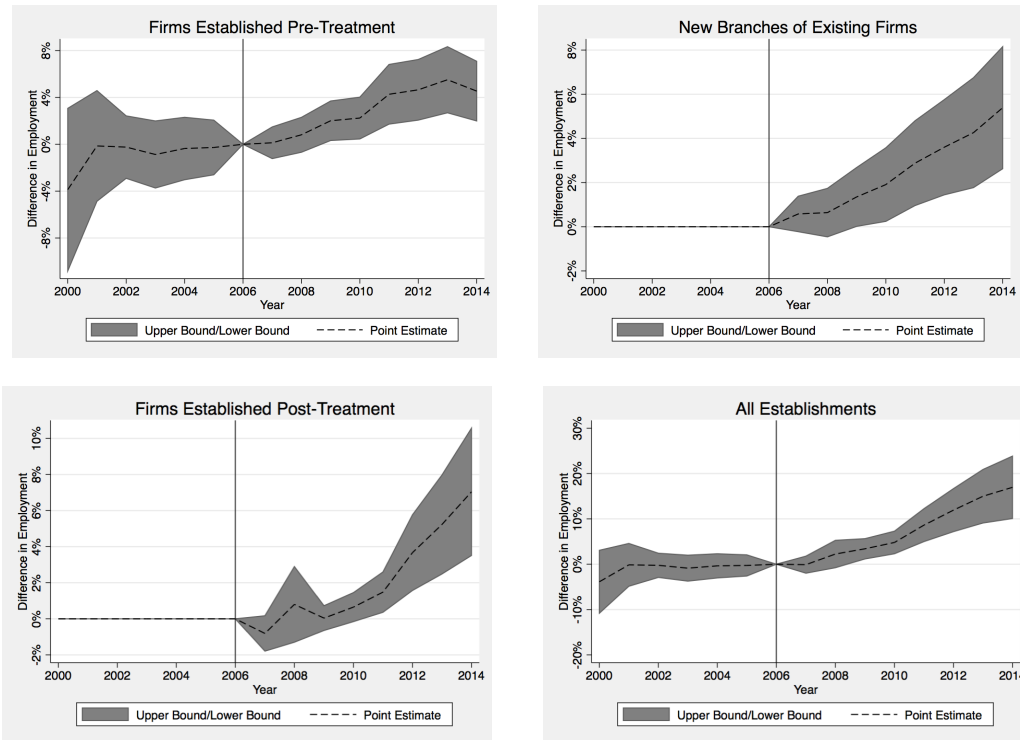 Firms Established Pre-Treatment
Difference in Employment
8%
4%
0%
-4%
-8%
2000 2002 2004 2006 2008 2010 2012 2014
Year
Upper Bound/Lower Bound Point Estimate
New Branches of Existing Firms
Difference in Employment
8%
6%
4%
2%
0%
-2%
2000 2002 2004 2006 2008 2010 2012 2014
Year
Upper Bound/Lower Bound Point Estimate
Firms Established Post-Treatment
Difference in Employment
10%
8%
6%
4%
2%
0%
-2%
2000 2002 2004 2006 2008 2010 2012 2014
Year
Upper Bound/Lower Bound Point Estimate
All Establishments
Difference in Employment
30%
20%
10%
0%
-10%
-20%
2000 2002 2004 2006 2008 2010 2012 2014
Year
Upper Bound/Lower Bound Point Estimate